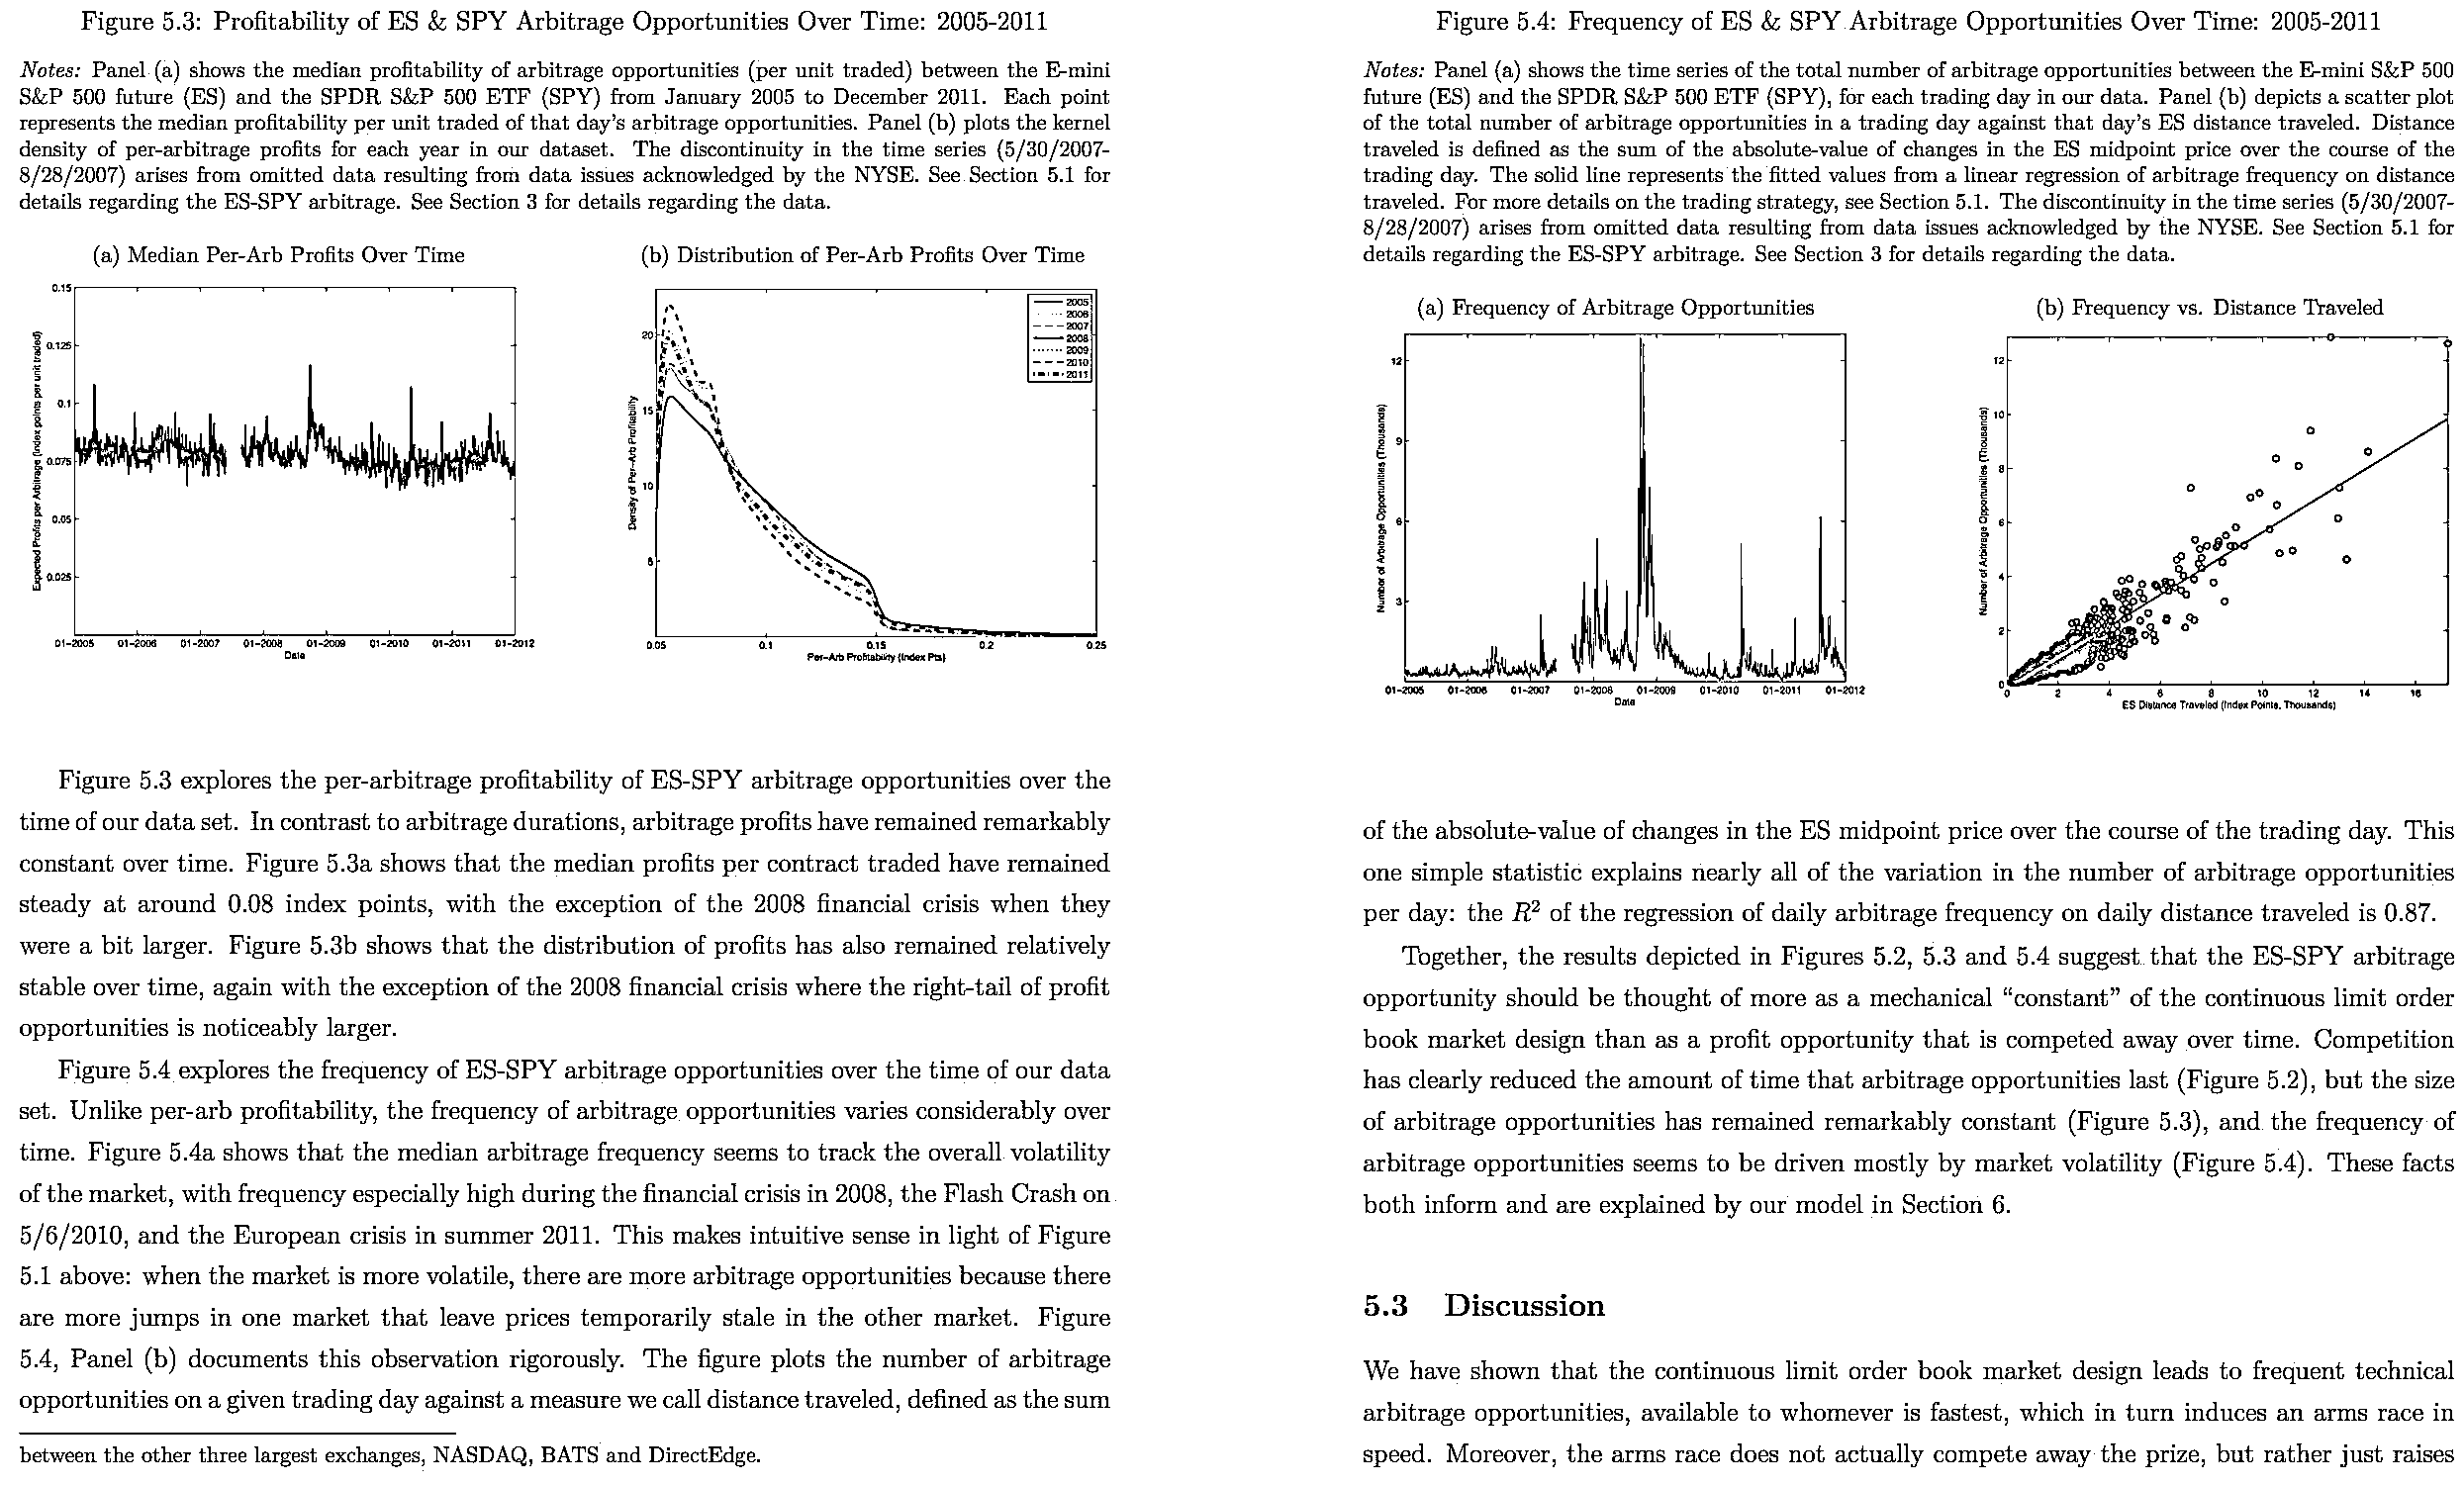 Figure 5.3: Profitability of ES & SPY Arbitrage Opportunities Over Time: 2005-2011
Notes: Panel (a) shows the median profitability of arbitrage opportunities (per unit traded) between the E-mini
S&P 500 future (ES) and the SPDR S&P 500 ETF (SPY) from January 2005 to December 2011. Each point
represents the median profitability per unit traded of that day's arbitrage opportunities. Panel (b) plots the kernel
density of per-arbitrage profits for each year in our dataset. The discontinuity in the time series (5/30/2007-
8/28/2007) arises from omitted data resulting from data issues acknowledged by the NYSE. See Section 5.1 for
details regarding the ES-SPY arbitrage. See Section 3 for details regarding the data.
(a) Median Per-Arb Profits Over Time
Expected Profits per Arbitrage (Index points per unit traded)
0.15
0.125
0.1
0.075
0.05
0.025
01-2005 01-2006 01-2007 01-2008 01-2009 01-2010 01-2011 01-2012
Date
(b) Distribution of Per-Arb Profits Over Time
Density of Per-Arb Profitability
20
15
10
5
2005
2006
2007
2008
2009
2010
2011
0.05 0.1 0.15 0.2 0.25
Per-Arb Profitability (Index Pts)
Figure 5.3 explores the per-arbitrage profitability of ES-SPY arbitrage opportunities over the
time of our data set. In contrast to arbitrage durations, arbitrage profits have remained remarkably
constant over time. Figure 5.3a shows that the median profits per contract traded have remained
steady at around 0.08 index points, with the exception of the 2008 financial crisis when they
were a bit larger. Figure 5.3b shows that the distribution of profits has also remained relatively
stable over time, again with the exception of the 2008 financial crisis where the right-tail of profit
opportunities is noticeably larger.
Figure 5.4 explores the frequency of ES-SPY arbitrage opportunities over the time of our data
set. Unlike per-arb profitability, the frequency of arbitrage opportunities varies considerably over
time. Figure 5.4a shows that the median arbitrage frequency seems to track the overall volatility
of the market, with frequency especially high during the financial crisis in 2008, the Flash Crash on
5/6/2010, and the European crisis in summer 2011. This makes intuitive sense in light of Figure
5.1 above: when the market is more volatile, there are more arbitrage opportunities because there
are more jumps in one market that leave prices temporarily stale in the other market. Figure
5.4, Panel (b) documents this observation rigorously. The figure plots the number of arbitrage
opportunities on a given trading day against a measure we call distance traveled, defined as the sum
between the other three largest exchanges, NASDAQ, BATS and DirectEdge.
Figure 5.4: Frequency of ES & SPY Arbitrage Opportunities Over Time: 2005-2011
Notes: Panel (a) shows the time series of the total number of arbitrage opportunities between the E-mini S&P 500
future (ES) and the SPDR S&P 500 ETF (SPY), for each trading day in our data. Panel (b) depicts a scatter plot
of the total number of arbitrage opportunities in a trading day against that day's ES distance traveled. Distance
traveled is defined as the sum of the absolute-value of changes in the ES midpoint price over the course of the
trading day. The solid line represents the fitted values from a linear regression of arbitrage frequency on distance
traveled. For more details on the trading strategy, see Section 5.1. The discontinuity in the time series (5/30/2007-
8/28/2007) arises from omitted data resulting from data issues acknowledged by the NYSE. See Section 5.1 for
details regarding the ES-SPY arbitrage. See Section 3 for details regarding the data.
(a) Frequency of Arbitrage Opportunities
Number of Arbitrage Opportunities (Thousands)
12
9
6
3
01-2005 01-2006 01-2007 01-2008 01-2009 01-2010 01-2011 01-2012
Date
(b) Frequency vs. Distance Traveled
Number of Arbitrage Opportunities (Thousands)
12
10
8
6
4
2
0
0 2 4 6 8 10 12 14 16
ES Distance Traveled (Index Points, Thousands)
of the absolute-value of changes in the ES midpoint price over the course of the trading day. This
one simple statistic explains nearly all of the variation in the number of arbitrage opportunities
per day: the R² of the regression of daily arbitrage frequency on daily distance traveled is 0.87.
Together, the results depicted in Figures 5.2, 5.3 and 5.4 suggest that the ES-SPY arbitrage
opportunity should be thought of more as a mechanical “constant” of the continuous limit order
book market design than as a profit opportunity that is competed away over time. Competition
has clearly reduced the amount of time that arbitrage opportunities last (Figure 5.2), but the size
of arbitrage opportunities has remained remarkably constant (Figure 5.3), and the frequency of
arbitrage opportunities seems to be driven mostly by market volatility (Figure 5.4). These facts
both inform and are explained by our model in Section 6.
5.3 Discussion
We have shown that the continuous limit order book market design leads to frequent technical
arbitrage opportunities, available to whomever is fastest, which in turn induces an arms race in
speed. Moreover, the arms race does not actually compete away the prize, but rather just raises